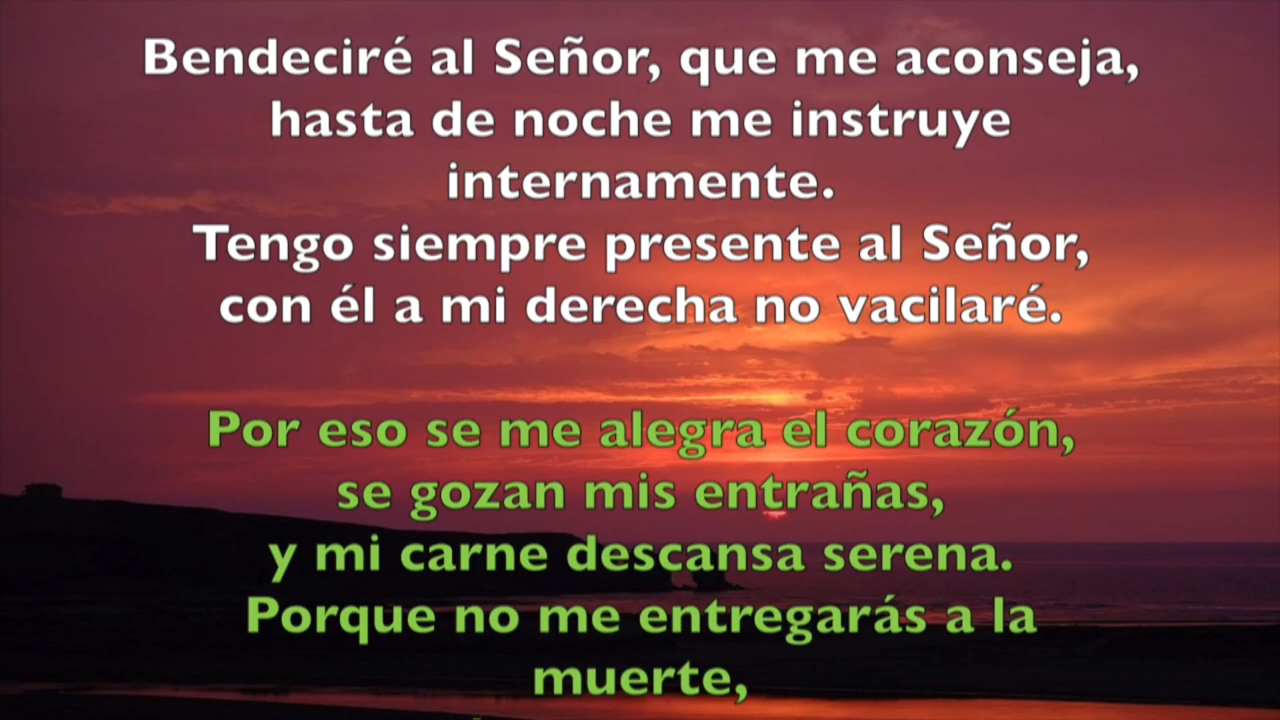 Bendeciré al Señor, que me aconseja,
hasta de noche me instruye
internamente.
Tengo siempre presente al Señor,
con él a mi derecha no vacilaré.
Por eso se me alegra el corazón,
se gozan mis entrañas,
y mi carne descansa serena.
Porque no me entregarás a la
muerte,